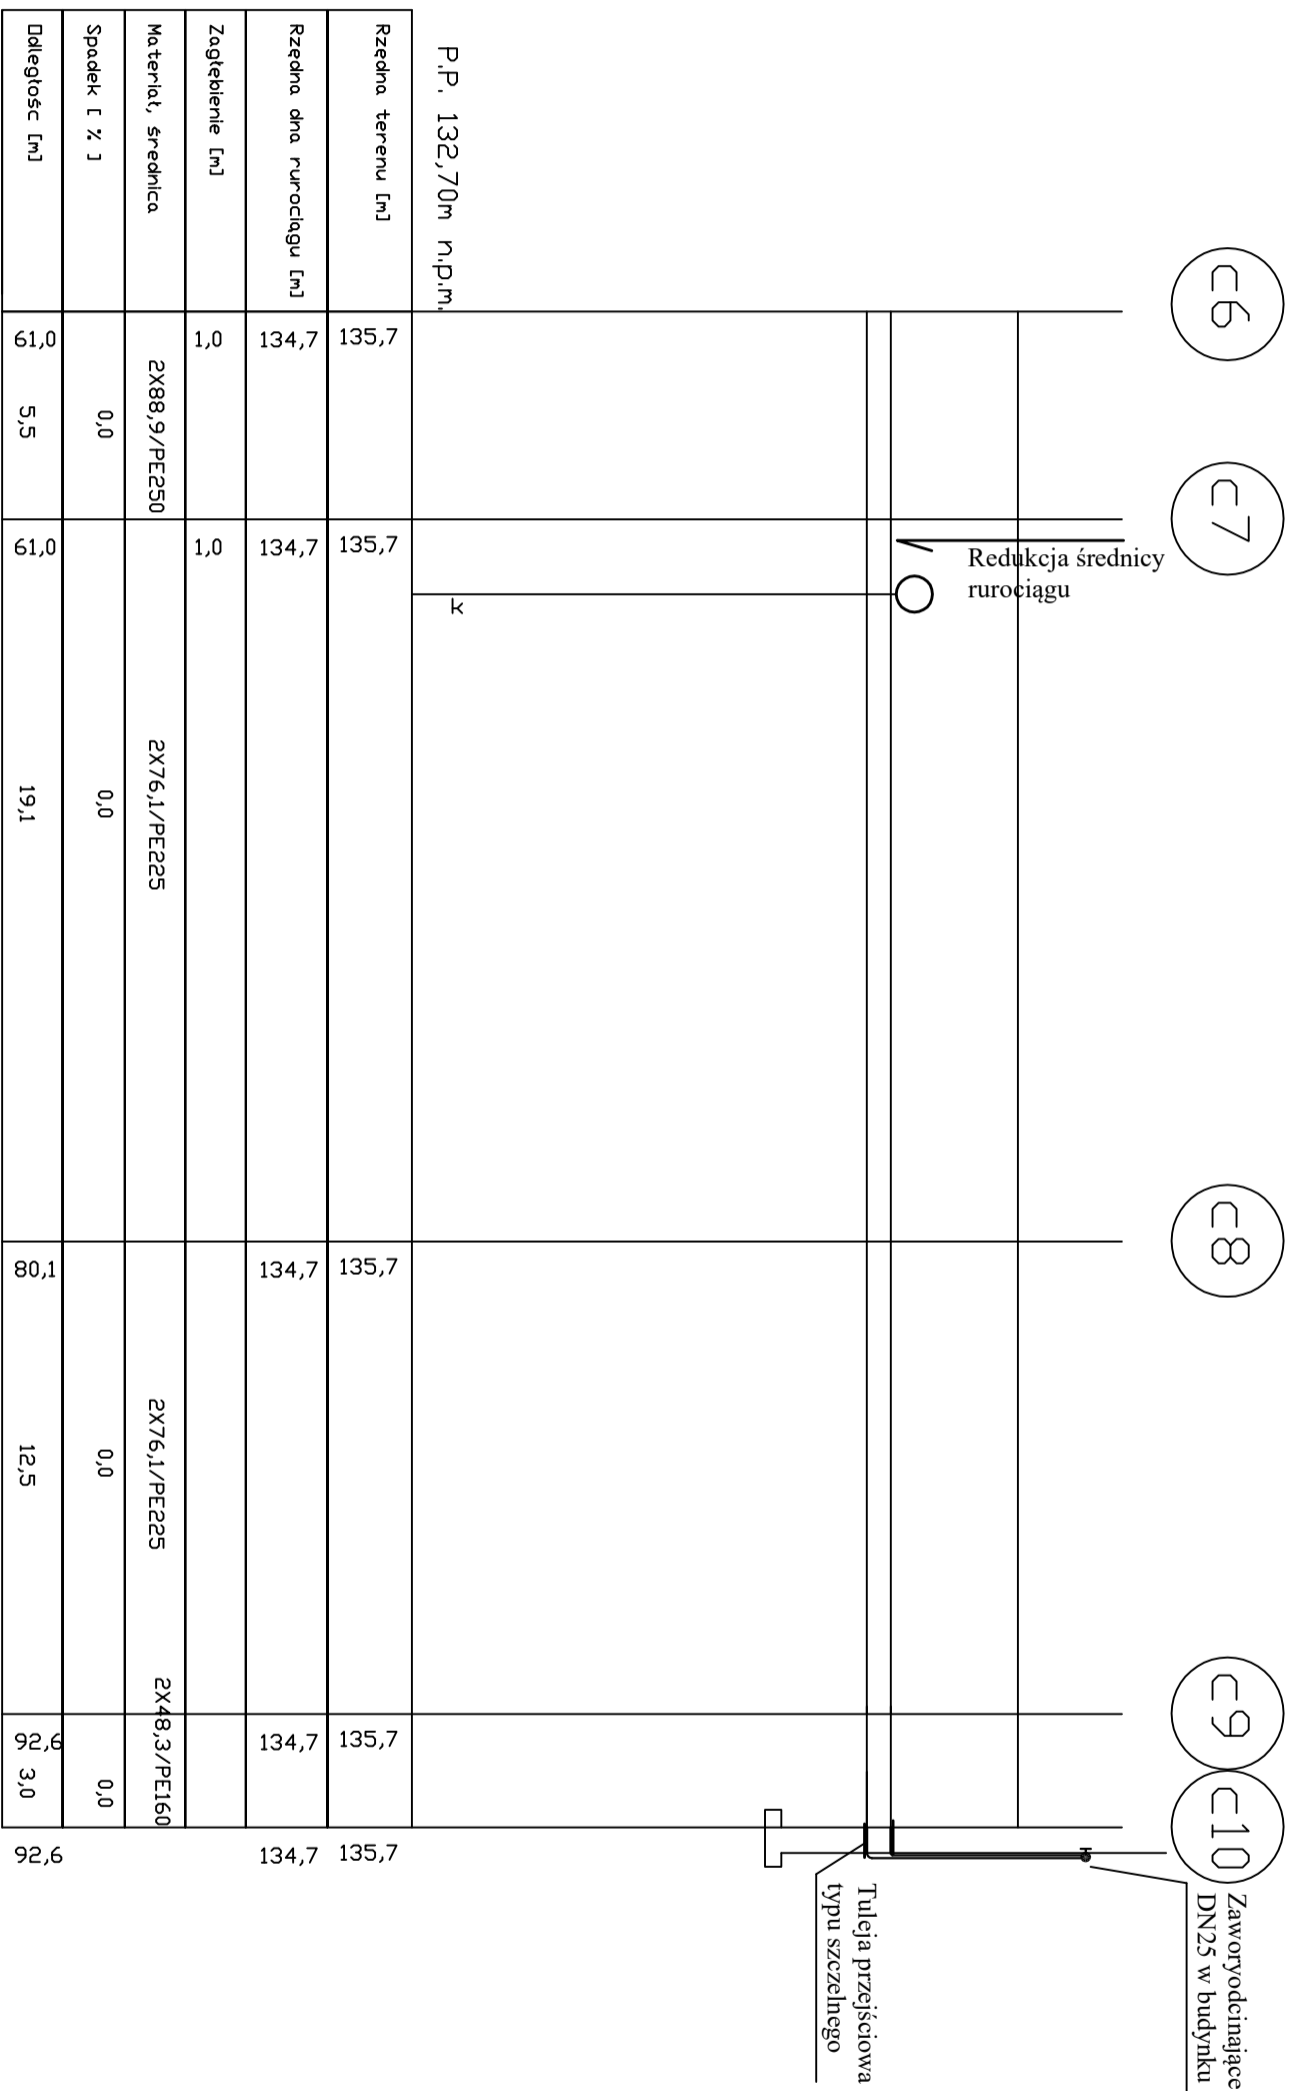 C6
C7
C8
C9
C10
Redukcja średnicy
rurociągu
Zaworyodcinające
DN25 w budynku
Tuleja przejściowa
typu szczelnego
k
P.P. 132,70m n.p.m.
Rzędna terenu [m]
135,7
135,7
135,7
135,7
135,7
Rzędna dna rurociągu [m]
134,7
134,7
134,7
134,7
134,7
Zagłębienie [m]
1,0
1,0
Materiał, średnica
2X88,9/PE250
2X76,1/PE225
2X76,1/PE225
2X48,3/PE160
Spadek [ % ]
0,0
0,0
0,0
0,0
Odległośc [m]
61,0
5,5
61,0
19,1
80,1
12,5
92,6
3,0
92,6